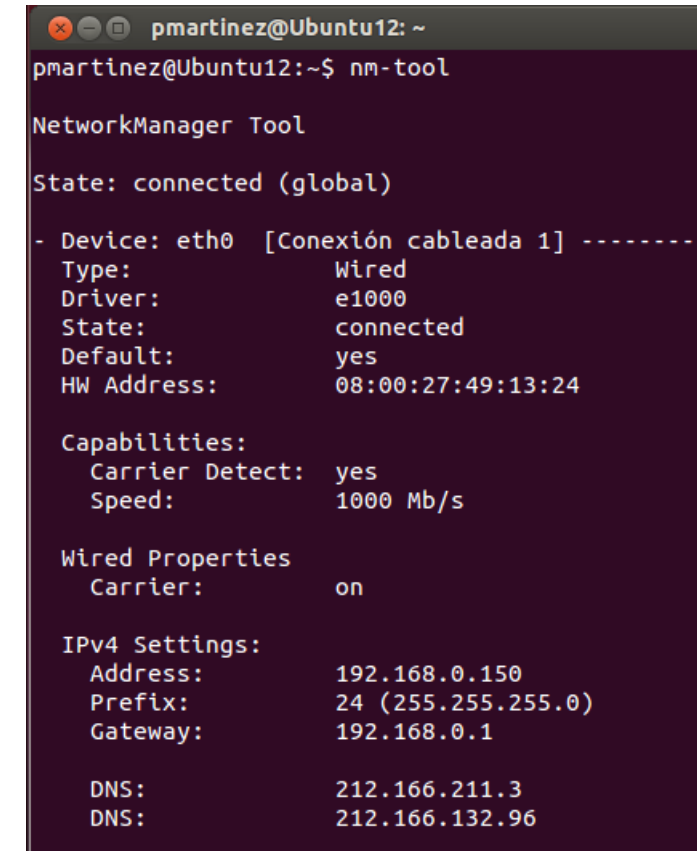 pmartinez@Ubuntu12: ~
pmartinez@Ubuntu12:~$ nm-tool
NetworkManager Tool
State: connected (global)
- Device: eth0  [Conexión cableada 1] --------
  Type:              Wired
  Driver:            e1000
  State:             connected
  Default:           yes
  HW Address:        08:00:27:49:13:24
  Capabilities:
    Carrier Detect:  yes
    Speed:           1000 Mb/s
  Wired Properties
    Carrier:         on
  IPv4 Settings:
    Address:         192.168.0.150
    Prefix:          24 (255.255.255.0)
    Gateway:         192.168.0.1
    DNS:             212.166.211.3
    DNS:             212.166.132.96